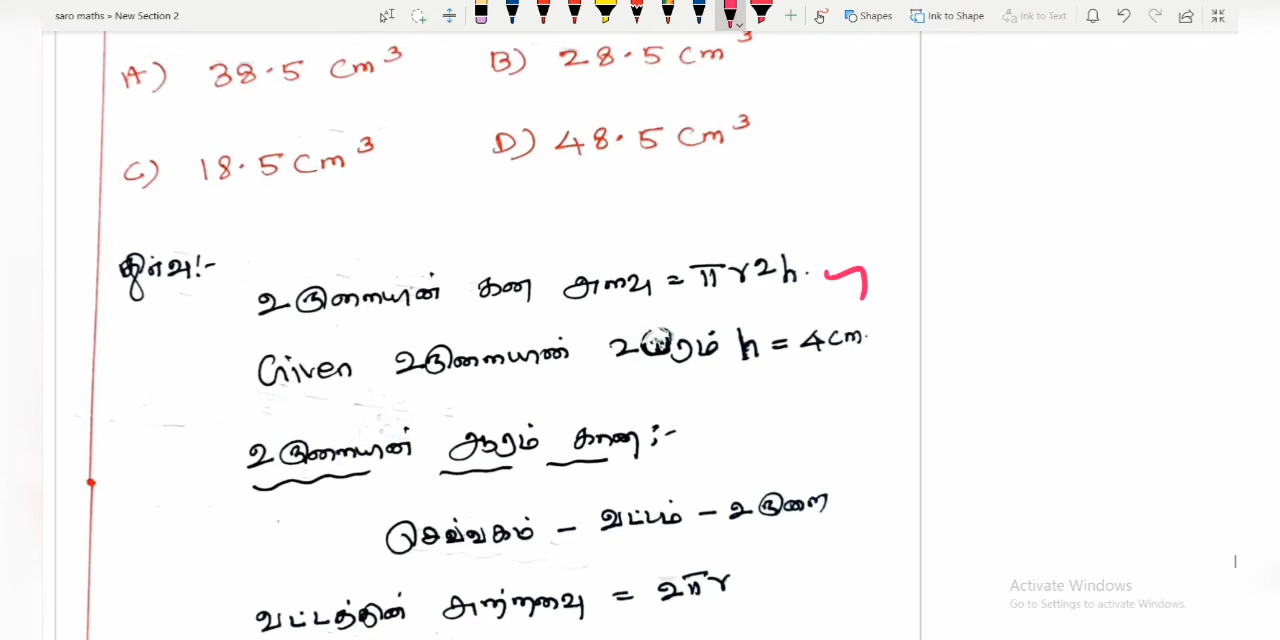 saro maths > New Section 2
Shapes
Ink to Shape
Ink to Text
A) 38.5 cm³
B) 28.5 cm³
C) 18.5 cm³
D) 48.5 cm³
தீர்வு:-
உருளையின் கன அளவு = πr2h.
Given உருளையின் உயரம் h = 4cm.
உருளையின் ஆரம் காண :-
செவ்வகம் - வட்டம் - உருளை
வட்டத்தின் சுற்றளவு = 2πr
Activate Windows
Go to Settings to activate Windows.